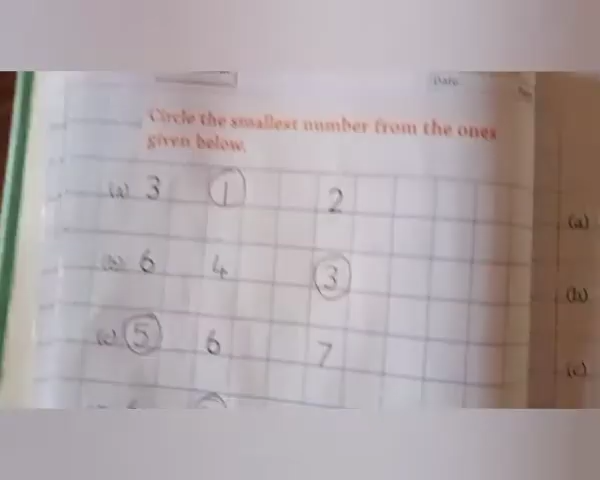 Date
Circle the smallest number from the ones
given below.
(a) 3 1 2
(b) 6 4 3
(c) 5 6 7
(a)
(b)
(c)